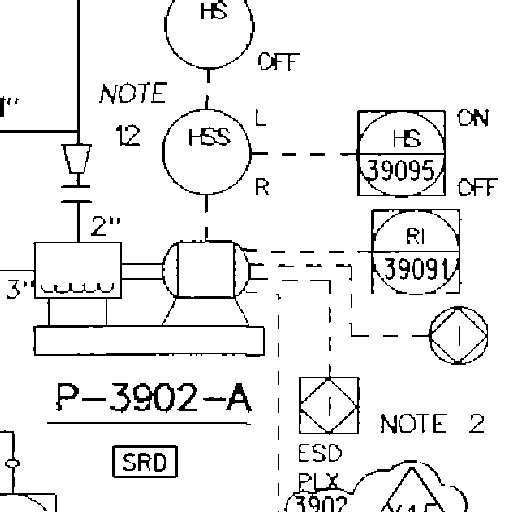 HS
OFF
NOTE
12
1"
L
HSS
R
ON
HS
39095
OFF
RI
39091
2"
3"
P-3902-A
NOTE 2
SRD
ESD
PLX
3902